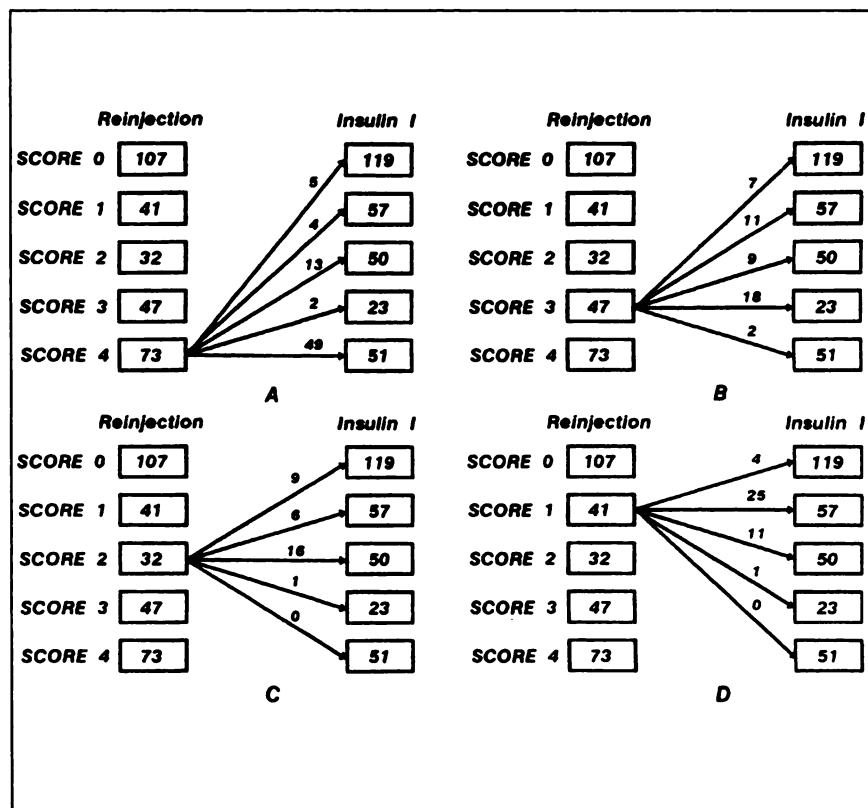 Reinjection Insulin I
SCORE 0 107 5 119
SCORE 1 41 4 57
SCORE 2 32 13 50
SCORE 3 47 2 23
SCORE 4 73 49 51
A
Reinjection Insulin I
SCORE 0 107 7 119
SCORE 1 41 11 57
SCORE 2 32 9 50
SCORE 3 47 18 23
SCORE 4 73 2 51
B
Reinjection Insulin I
SCORE 0 107 9 119
SCORE 1 41 6 57
SCORE 2 32 16 50
SCORE 3 47 1 23
SCORE 4 73 0 51
C
Reinjection Insulin I
SCORE 0 107 4 119
SCORE 1 41 25 57
SCORE 2 32 11 50
SCORE 3 47 1 23
SCORE 4 73 0 51
D